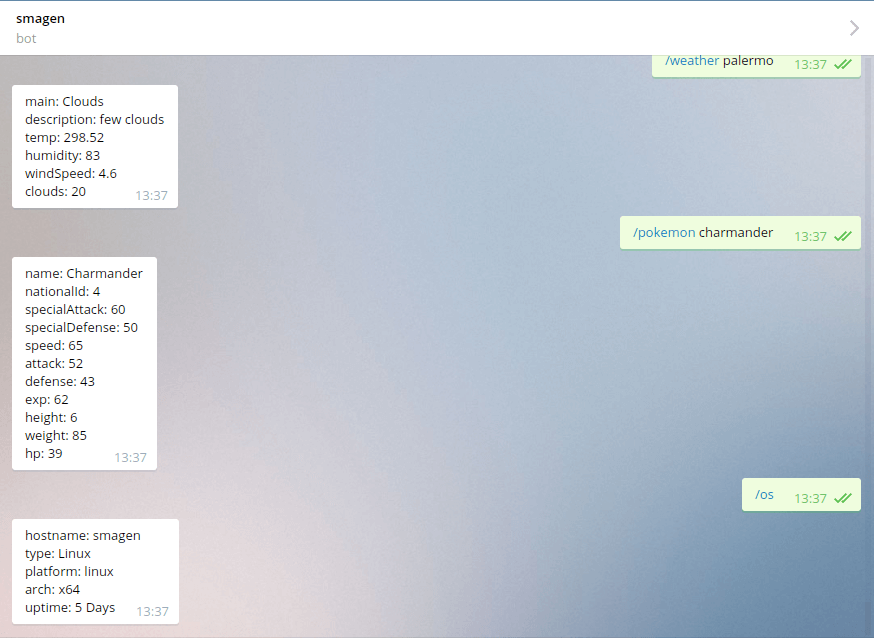 smagen
bot
/weather palermo 13:37
main: Clouds
description: few clouds
temp: 298.52
humidity: 83
windSpeed: 4.6
clouds: 20 13:37
/pokemon charmander 13:37
name: Charmander
nationalId: 4
specialAttack: 60
specialDefense: 50
speed: 65
attack: 52
defense: 43
exp: 62
height: 6
weight: 85
hp: 39 13:37
/os 13:37
hostname: smagen
type: Linux
platform: linux
arch: x64
uptime: 5 Days 13:37